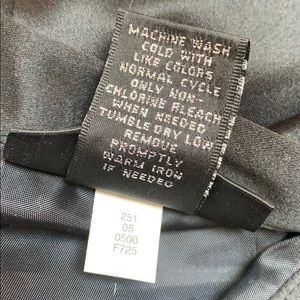 MACHINE WASH
COLD WITH
LIKE COLORS
NORMAL CYCLE
ONLY NON-
CHLORINE BLEACH
WHEN NEEDED
TUMBLE DRY LOW
REMOVE
PROMPTLY
WARM IRON
IF NEEDED
251
05
0500
F725